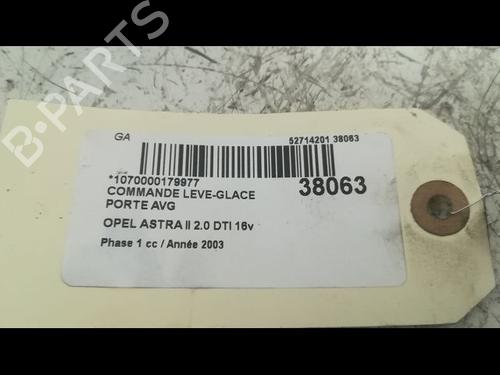 B-PARTS
GA
52714201 38063
*1070000179977
38063
COMMANDE LEVE-GLACE
PORTE AVG
OPEL ASTRA II 2.0 DTI 16v
Phase 1 cc / Année 2003